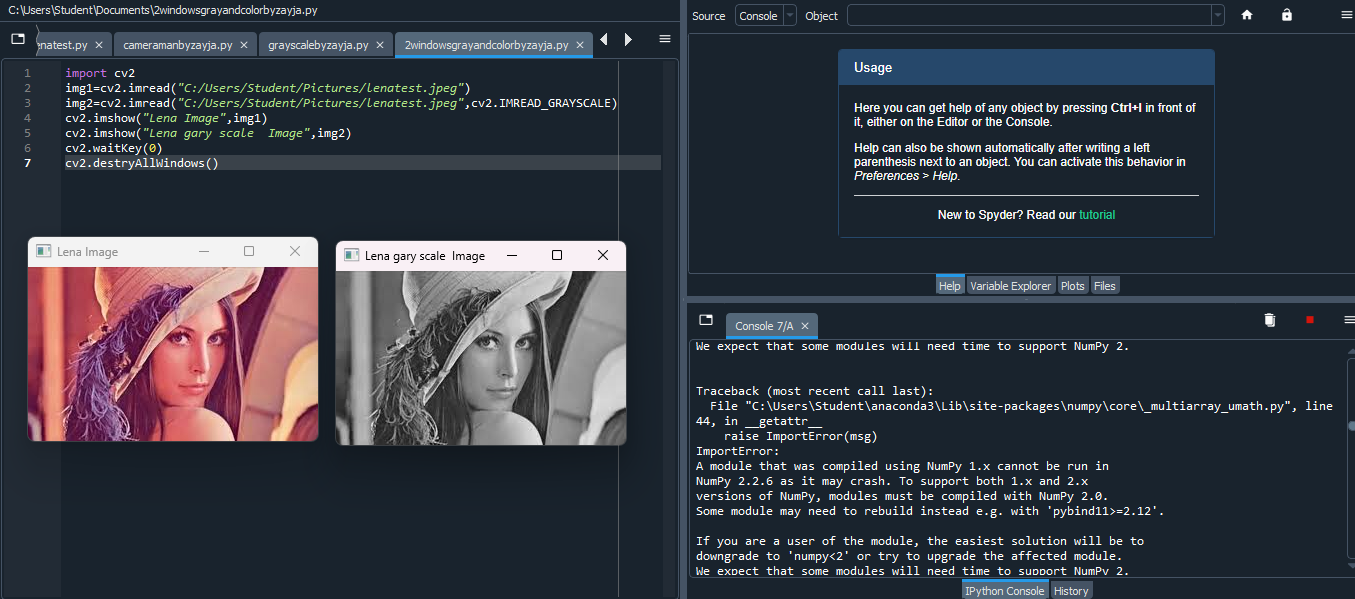 C:\Users\Student\Documents\2windowsgrayandcolorbyzayja.py
enatest.py
cameramanbyzayja.py
grayscalebyzayja.py
2windowsgrayandcolorbyzayja.py
1 import cv2
2 img1=cv2.imread("C:/Users/Student/Pictures/lenatest.jpeg")
3 img2=cv2.imread("C:/Users/Student/Pictures/lenatest.jpeg",cv2.IMREAD_GRAYSCALE)
4 cv2.imshow("Lena Image",img1)
5 cv2.imshow("Lena gary scale  Image",img2)
6 cv2.waitKey(0)
7 cv2.destryAllWindows()
Lena Image
Lena gary scale  Image
Source Console Object
Usage
Here you can get help of any object by pressing Ctrl+I in front of
it, either on the Editor or the Console.
Help can also be shown automatically after writing a left
parenthesis next to an object. You can activate this behavior in
Preferences > Help.
New to Spyder? Read our tutorial
Help Variable Explorer Plots Files
Console 7/A
We expect that some modules will need time to support NumPy 2.
Traceback (most recent call last):
  File "C:\Users\Student\anaconda3\Lib\site-packages\numpy\core\_multiarray_umath.py", line
44, in __getattr__
    raise ImportError(msg)
ImportError:
A module that was compiled using NumPy 1.x cannot be run in
NumPy 2.2.6 as it may crash. To support both 1.x and 2.x
versions of NumPy, modules must be compiled with NumPy 2.0.
Some module may need to rebuild instead e.g. with 'pybind11>=2.12'.
If you are a user of the module, the easiest solution will be to
downgrade to 'numpy<2' or try to upgrade the affected module.
We expect that some modules will need time to support NumPy 2.
IPython Console History